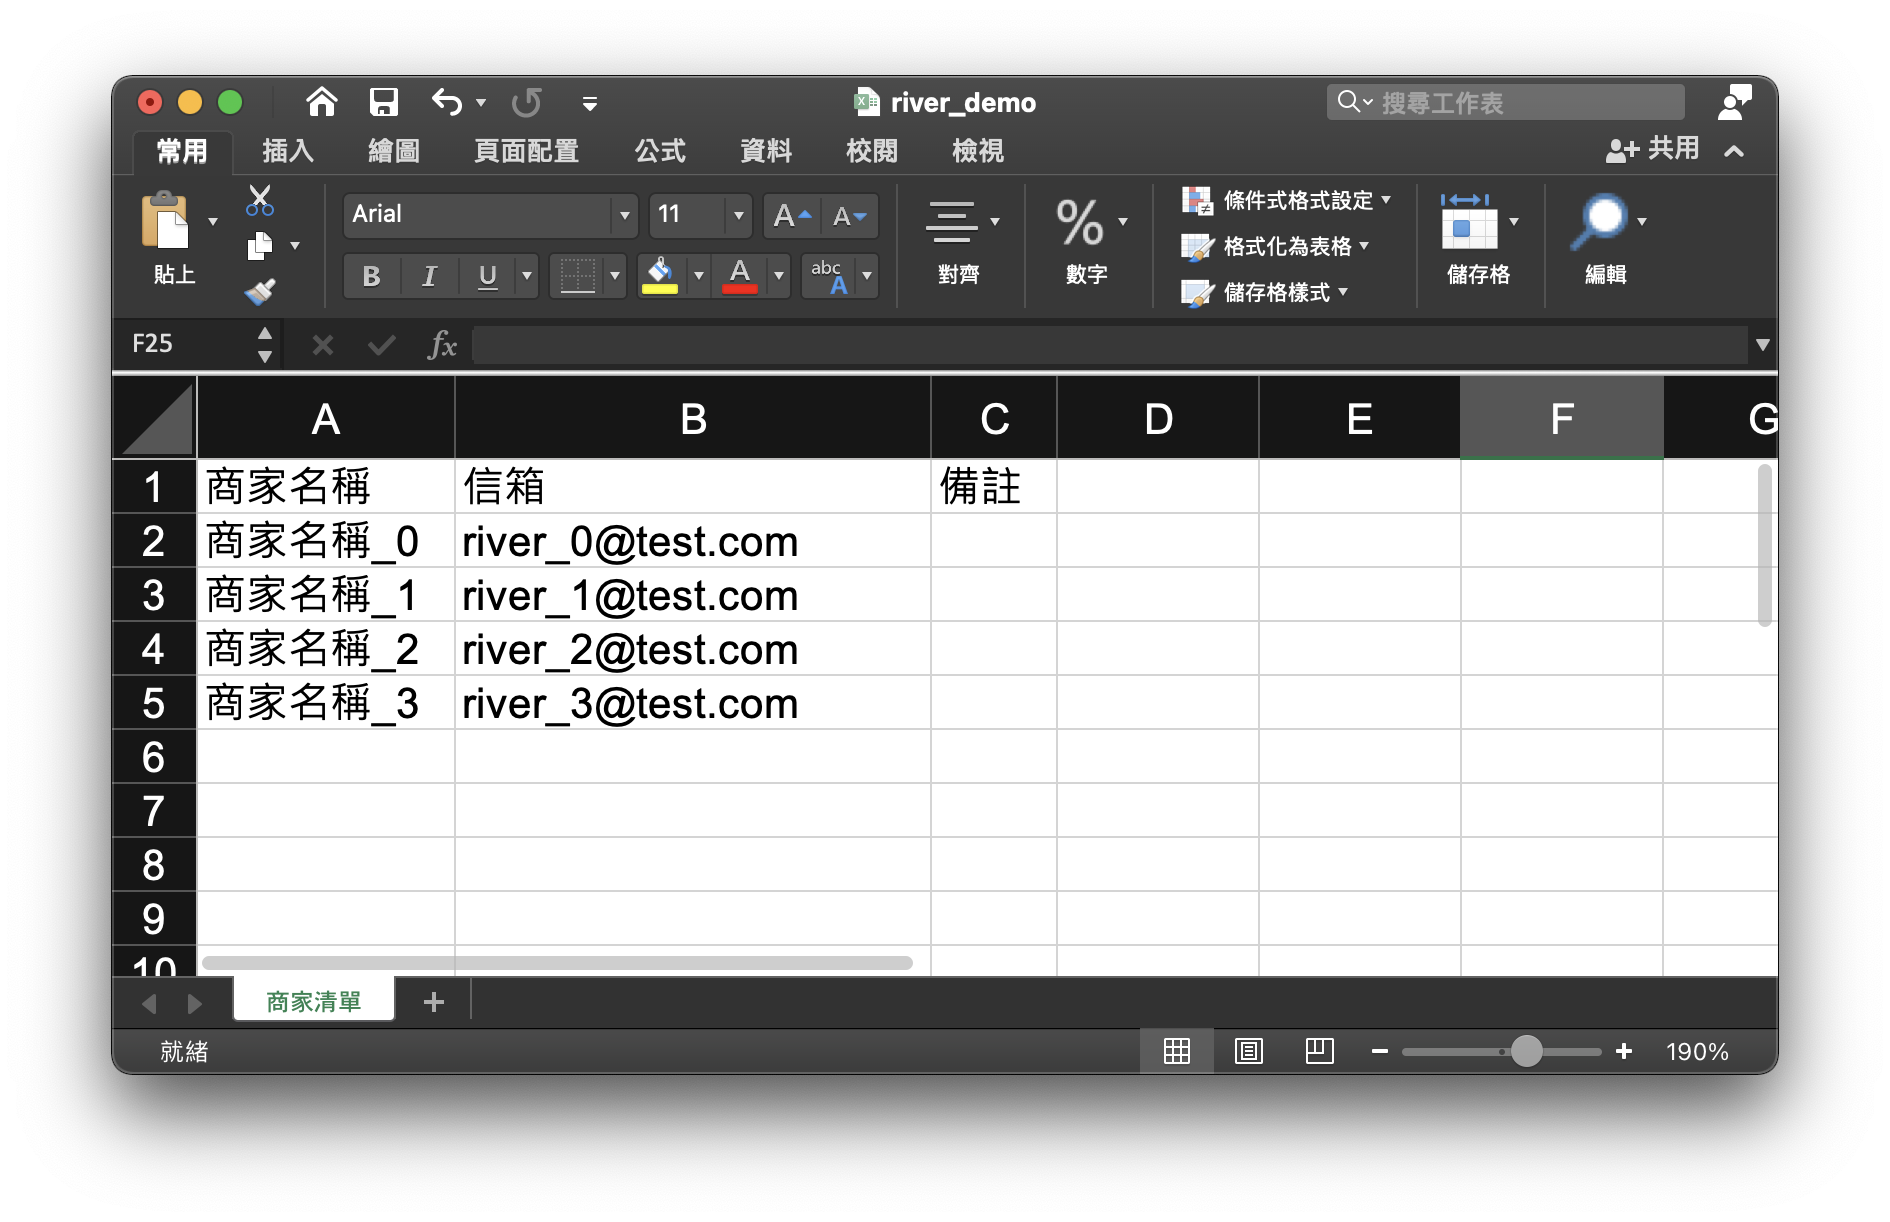 river_demo
搜尋工作表
常用 插入 繪圖 頁面配置 公式 資料 校閱 檢視 共用
貼上
Arial 11 A A
B I U A abc A
對齊
% 數字
條件式格式設定
格式化為表格
儲存格樣式
儲存格
編輯
F25 fx
A B C D E F G
1 商家名稱 信箱 備註
2 商家名稱_0 river_0@test.com
3 商家名稱_1 river_1@test.com
4 商家名稱_2 river_2@test.com
5 商家名稱_3 river_3@test.com
6
7
8
9
10
商家清單 +
就緒 190%